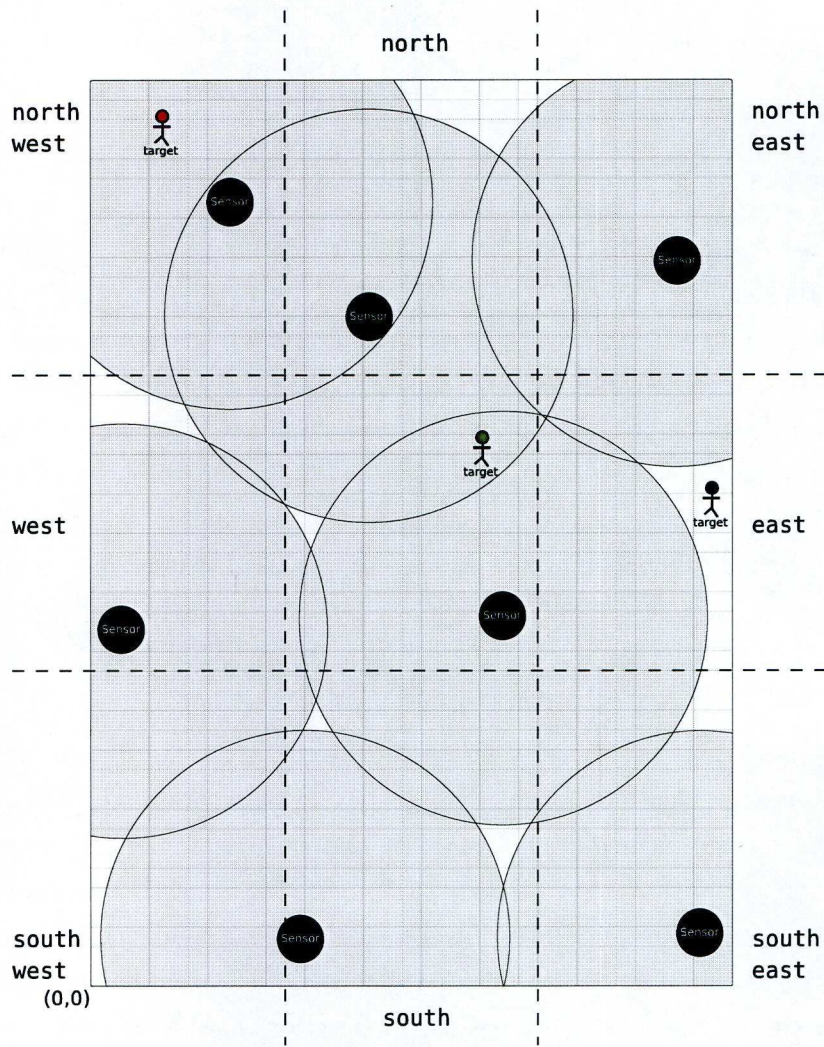 north
north
west
north
east
target
Sensor
Sensor
Sensor
target
target
west
east
Sensor
Sensor
south
west
Sensor
Sensor
south
east
(0,0)
south